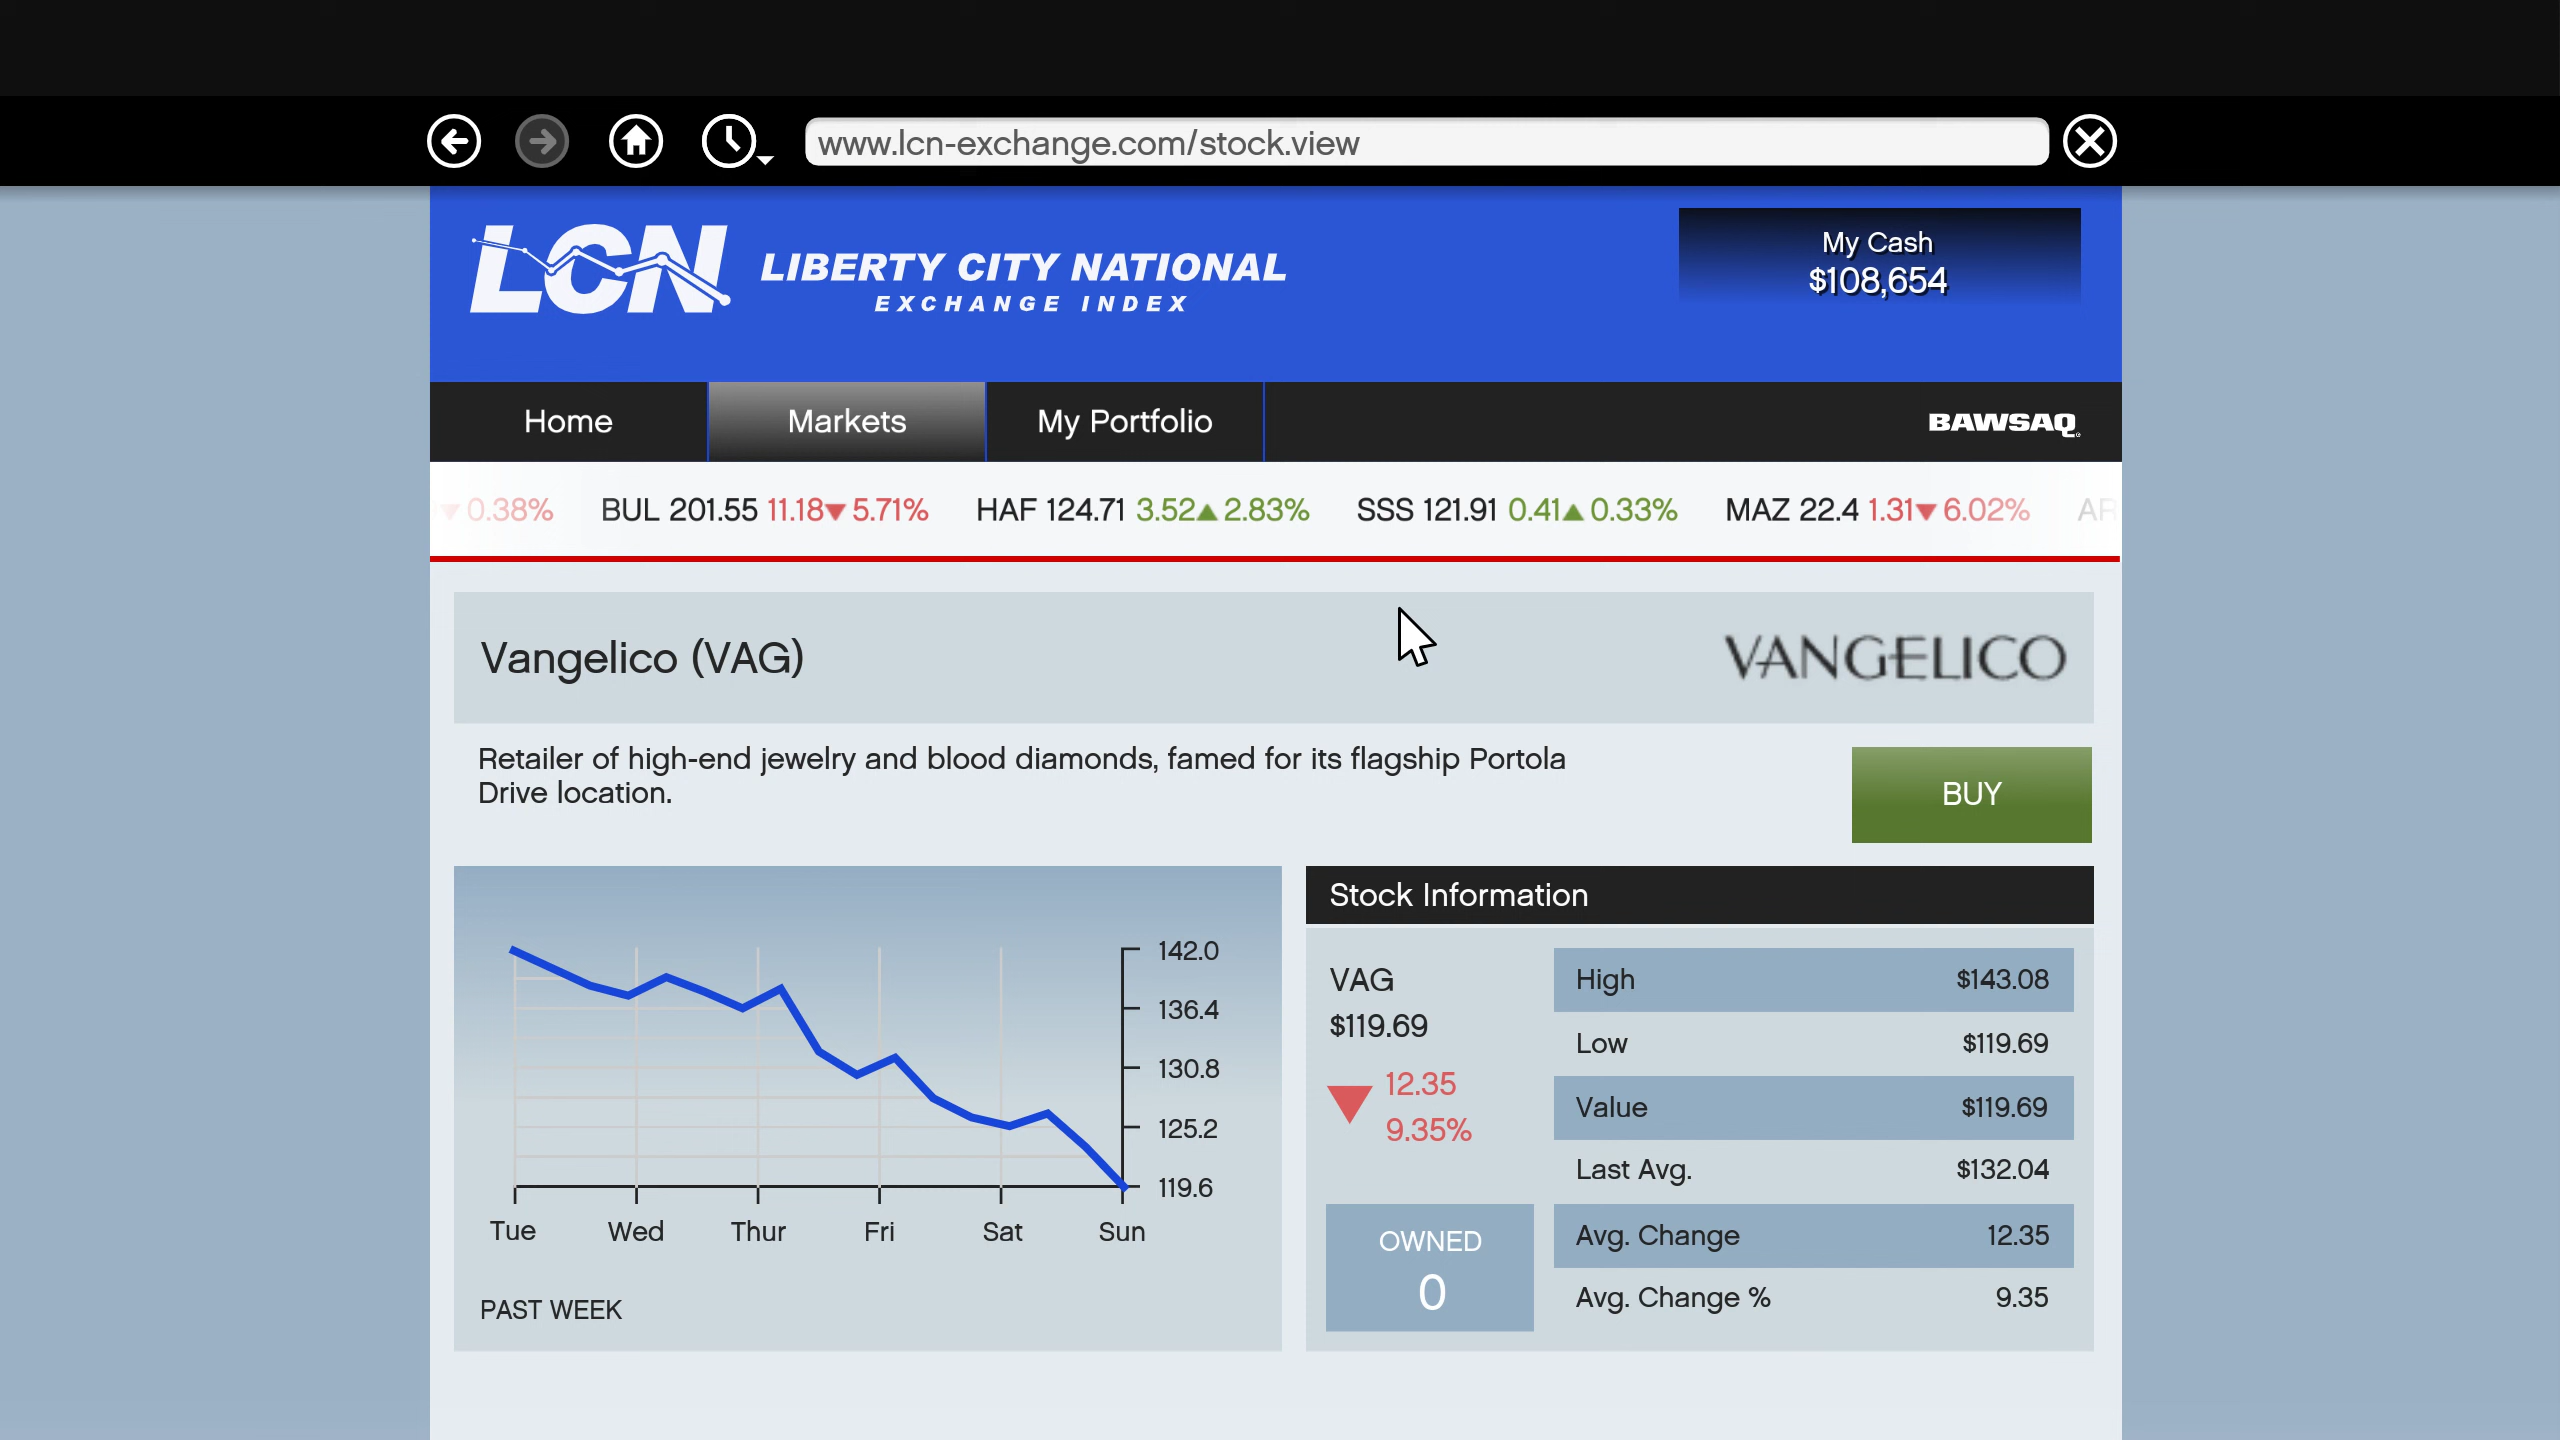 www.lcn-exchange.com/stock.view
LCN
LIBERTY CITY NATIONAL
EXCHANGE INDEX
My Cash
$108,654
Home Markets My Portfolio BAWSAQ
0.38% BUL 201.55 11.18▼ 5.71% HAF 124.71 3.52▲ 2.83% SSS 121.91 0.41▲ 0.33% MAZ 22.4 1.31▼ 6.02% AR
Vangelico (VAG)
VANGELICO
Retailer of high-end jewelry and blood diamonds, famed for its flagship Portola
Drive location.
BUY
142.0
136.4
130.8
125.2
119.6
Tue Wed Thur Fri Sat Sun
PAST WEEK
Stock Information
VAG
$119.69
12.35
9.35%
OWNED
0
High $143.08
Low $119.69
Value $119.69
Last Avg. $132.04
Avg. Change 12.35
Avg. Change % 9.35